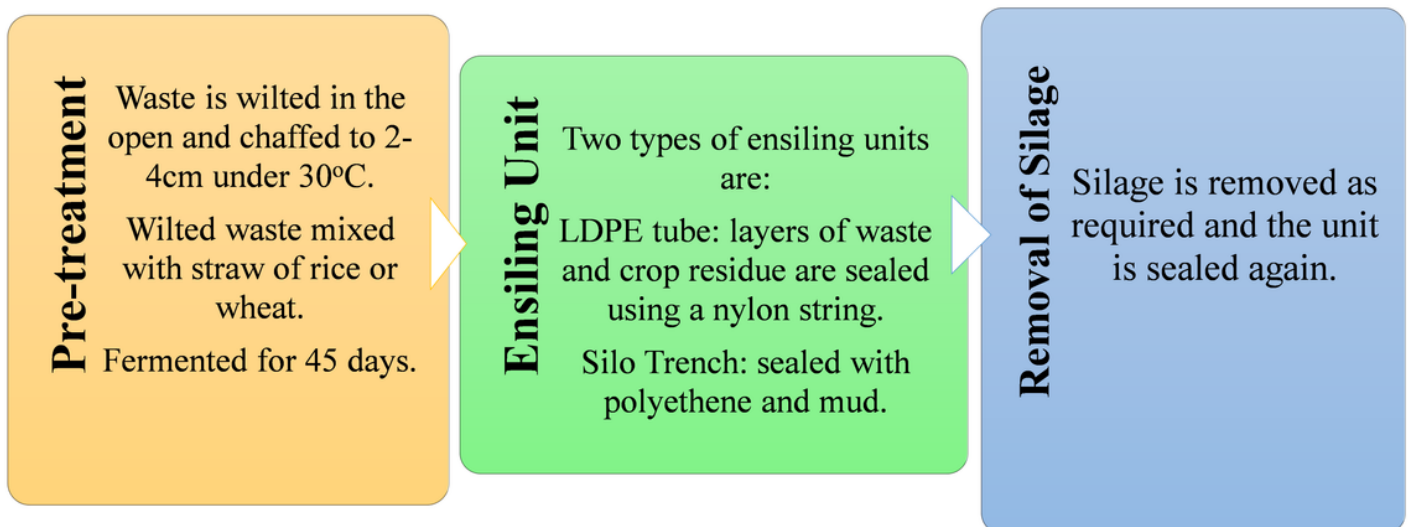 Pre-treatment
Waste is wilted in the
open and chaffed to 2-
4cm under 30°C.
Wilted waste mixed
with straw of rice or
wheat.
Fermented for 45 days.
Ensiling Unit
Two types of ensiling units
are:
LDPE tube: layers of waste
and crop residue are sealed
using a nylon string.
Silo Trench: sealed with
polyethene and mud.
Removal of Silage
Silage is removed as
required and the unit
is sealed again.